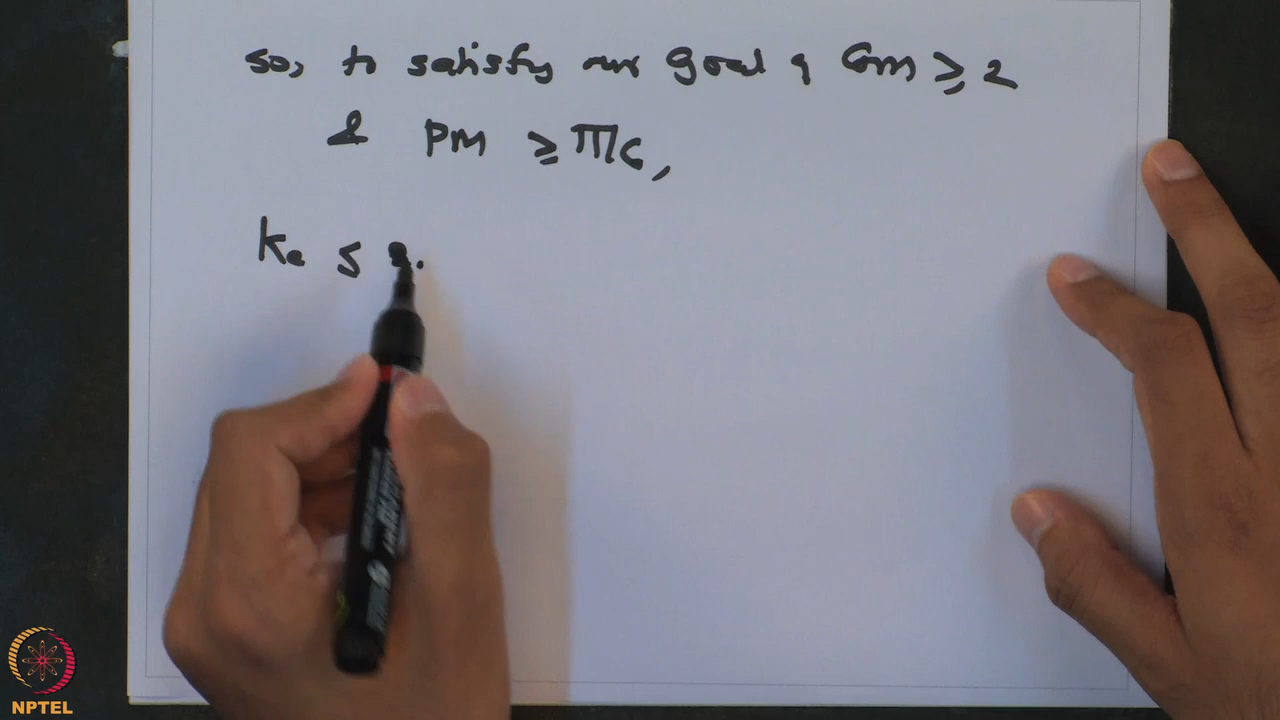 so, to satisfy our goal of Gm ≥ 2
& PM ≥ π/6,
kc ≤
NPTEL